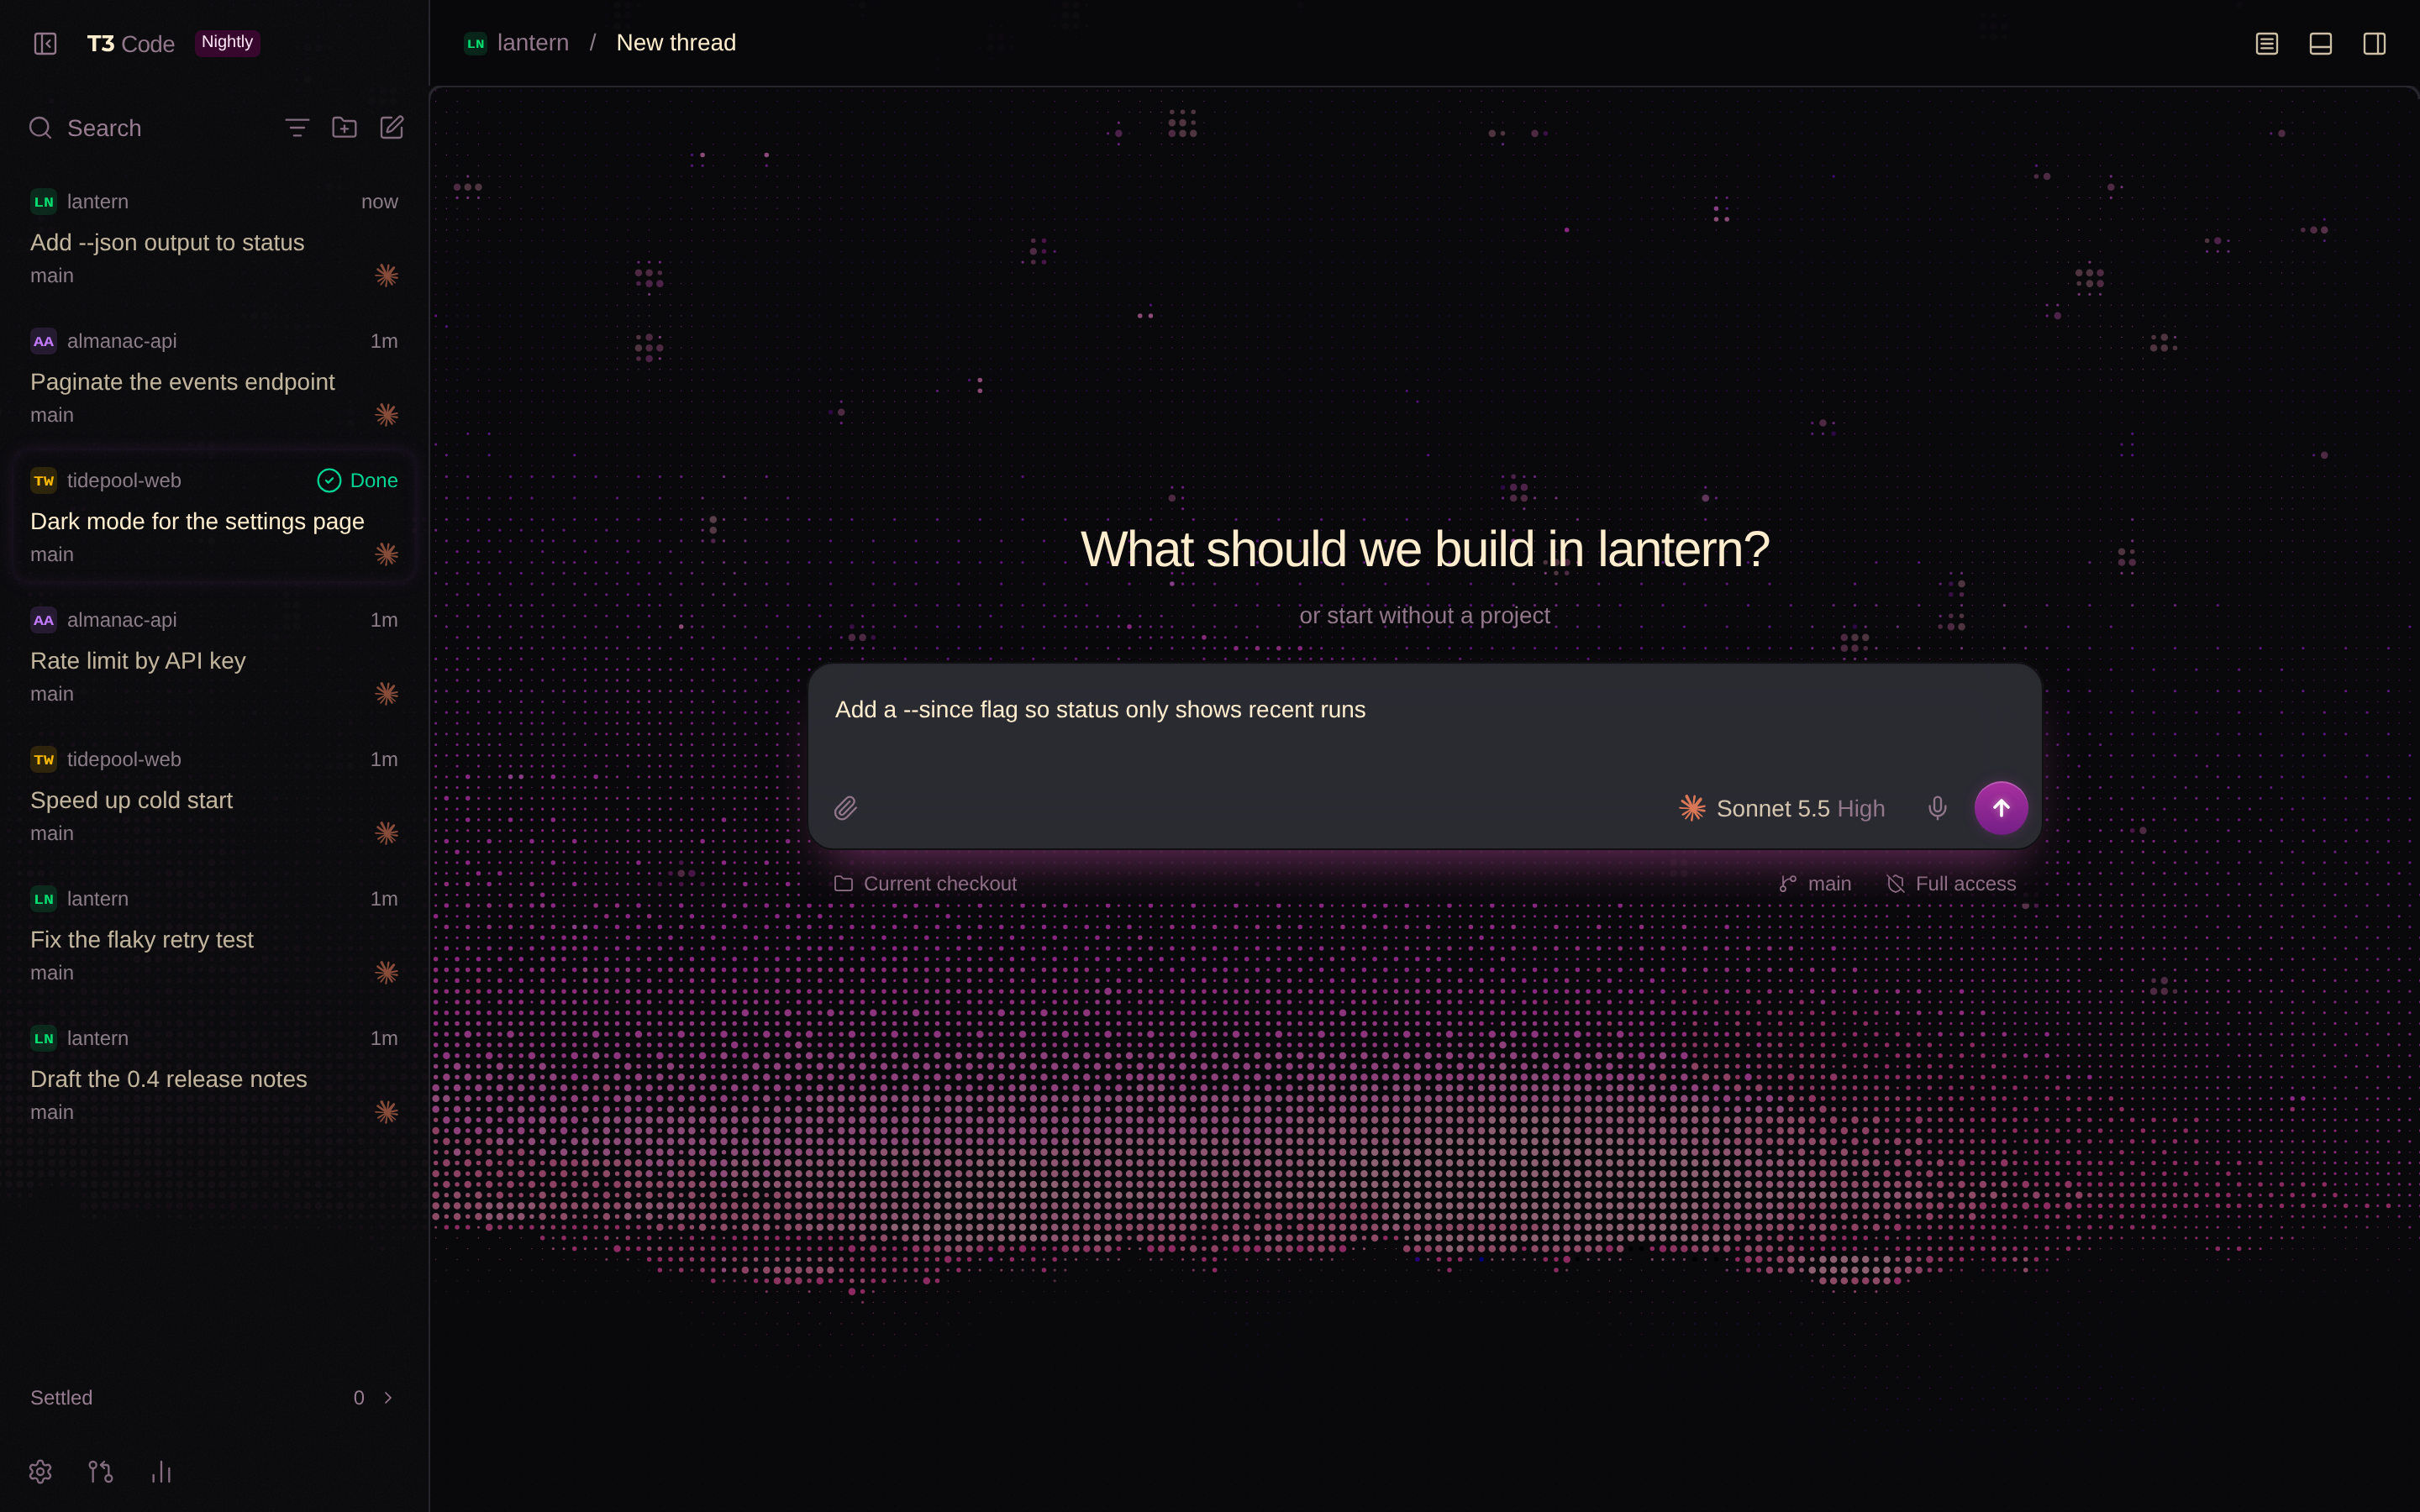 T3 Code Nightly
Search
LN lantern now
Add --json output to status
main
AA almanac-api 1m
Paginate the events endpoint
main
TW tidepool-web Done
Dark mode for the settings page
main
AA almanac-api 1m
Rate limit by API key
main
TW tidepool-web 1m
Speed up cold start
main
LN lantern 1m
Fix the flaky retry test
main
LN lantern 1m
Draft the 0.4 release notes
main
Settled 0
LN lantern / New thread
What should we build in lantern?
or start without a project
Add a --since flag so status only shows recent runs
Sonnet 5.5 High
Current checkout main Full access